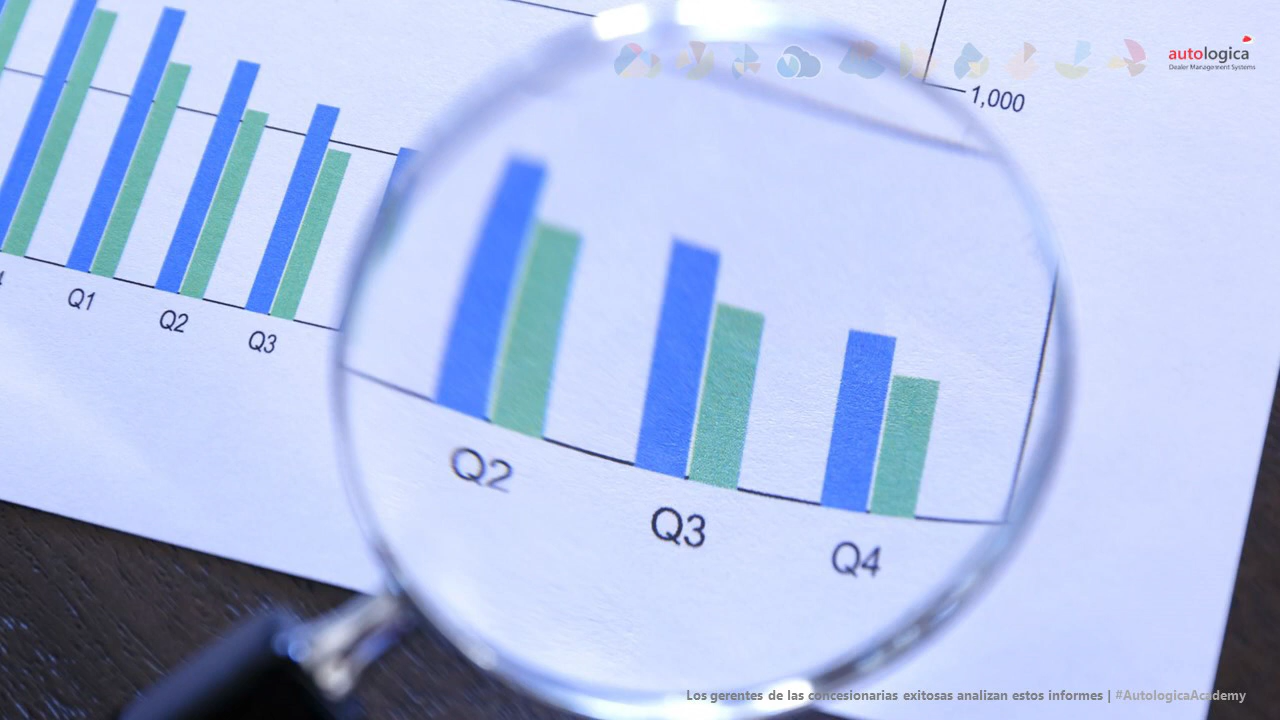 autologica
Dealer Management Systems
1,000
Q1
Q2
Q3
Q2
Q3
Q4
Los gerentes de las concesionarias exitosas analizan estos informes | #AutologicaAcademy